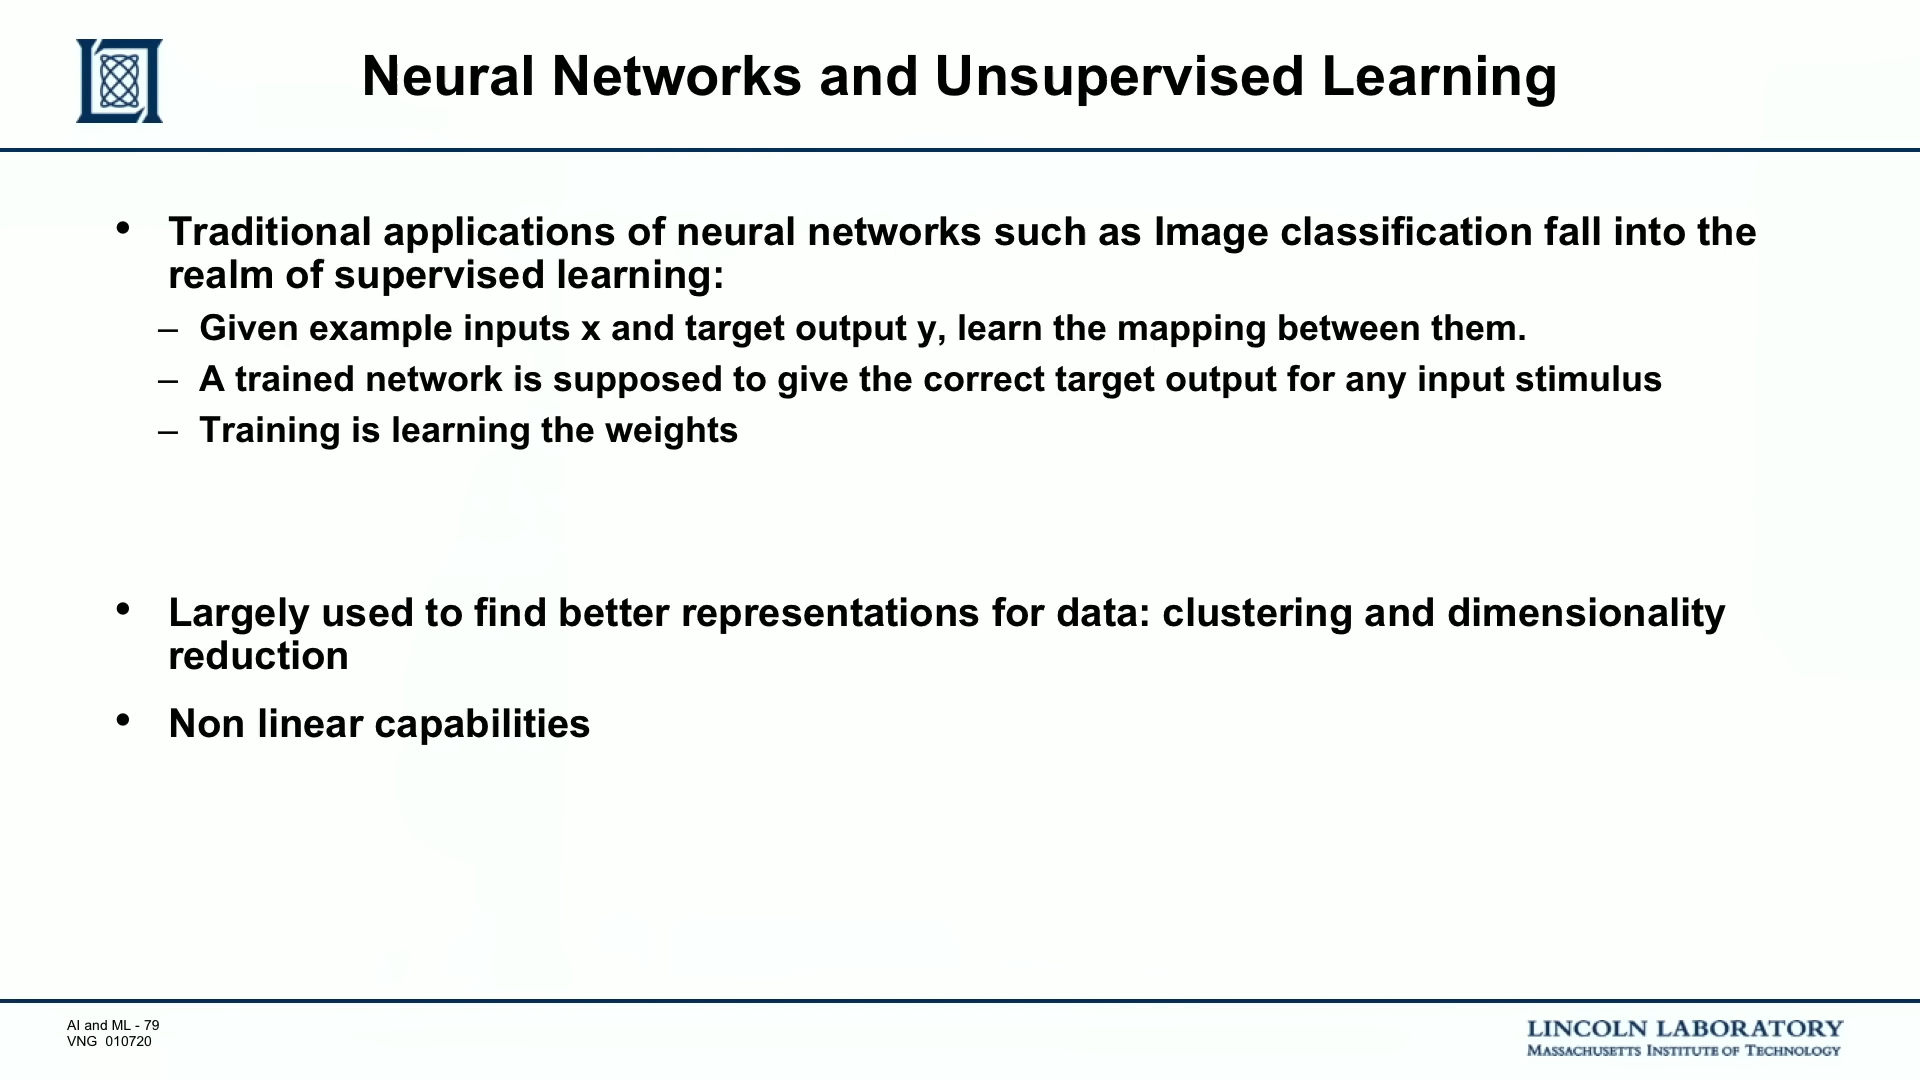 Neural Networks and Unsupervised Learning
• Traditional applications of neural networks such as Image classification fall into the
realm of supervised learning:
– Given example inputs x and target output y, learn the mapping between them.
– A trained network is supposed to give the correct target output for any input stimulus
– Training is learning the weights
• Largely used to find better representations for data: clustering and dimensionality
reduction
• Non linear capabilities
AI and ML - 79
VNG 010720
LINCOLN LABORATORY
MASSACHUSETTS INSTITUTE OF TECHNOLOGY